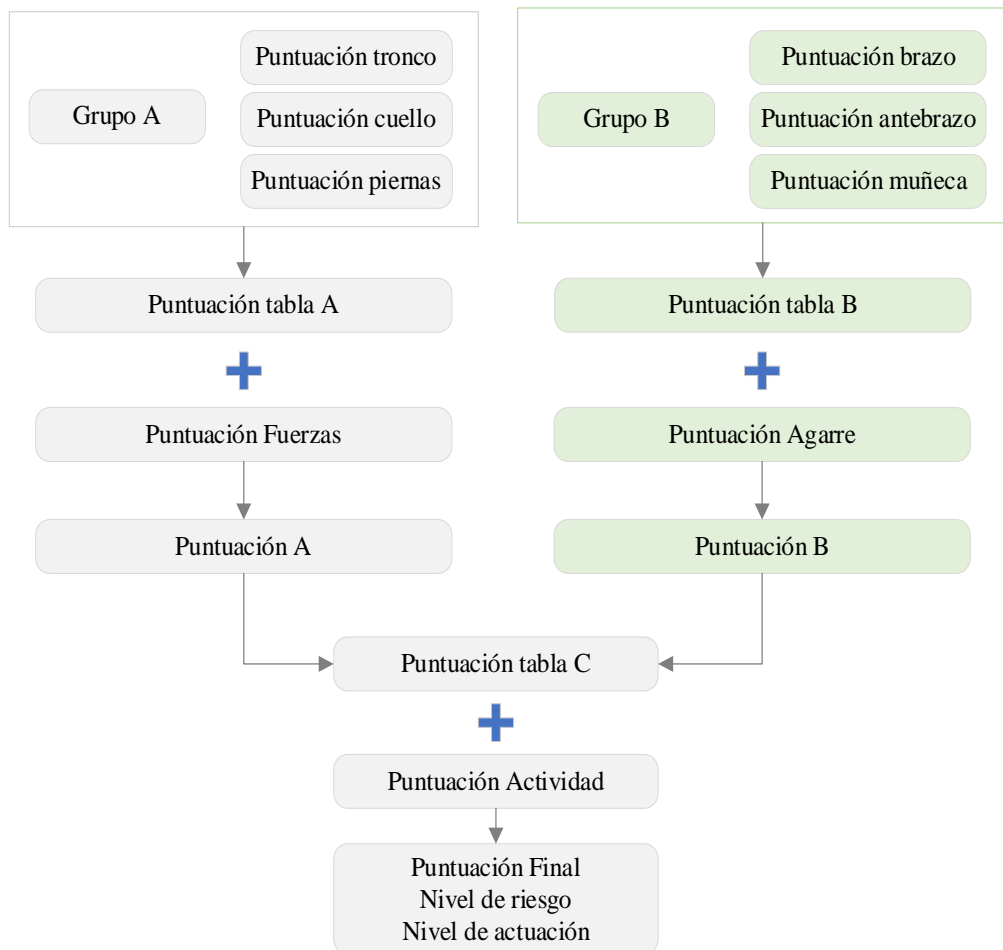 Grupo A
Puntuación tronco
Puntuación cuello
Puntuación piernas
Grupo B
Puntuación brazo
Puntuación antebrazo
Puntuación muñeca
Puntuación tabla A
Puntuación tabla B
Puntuación Fuerzas
Puntuación Agarre
Puntuación A
Puntuación B
Puntuación tabla C
Puntuación Actividad
Puntuación Final
Nivel de riesgo
Nivel de actuación